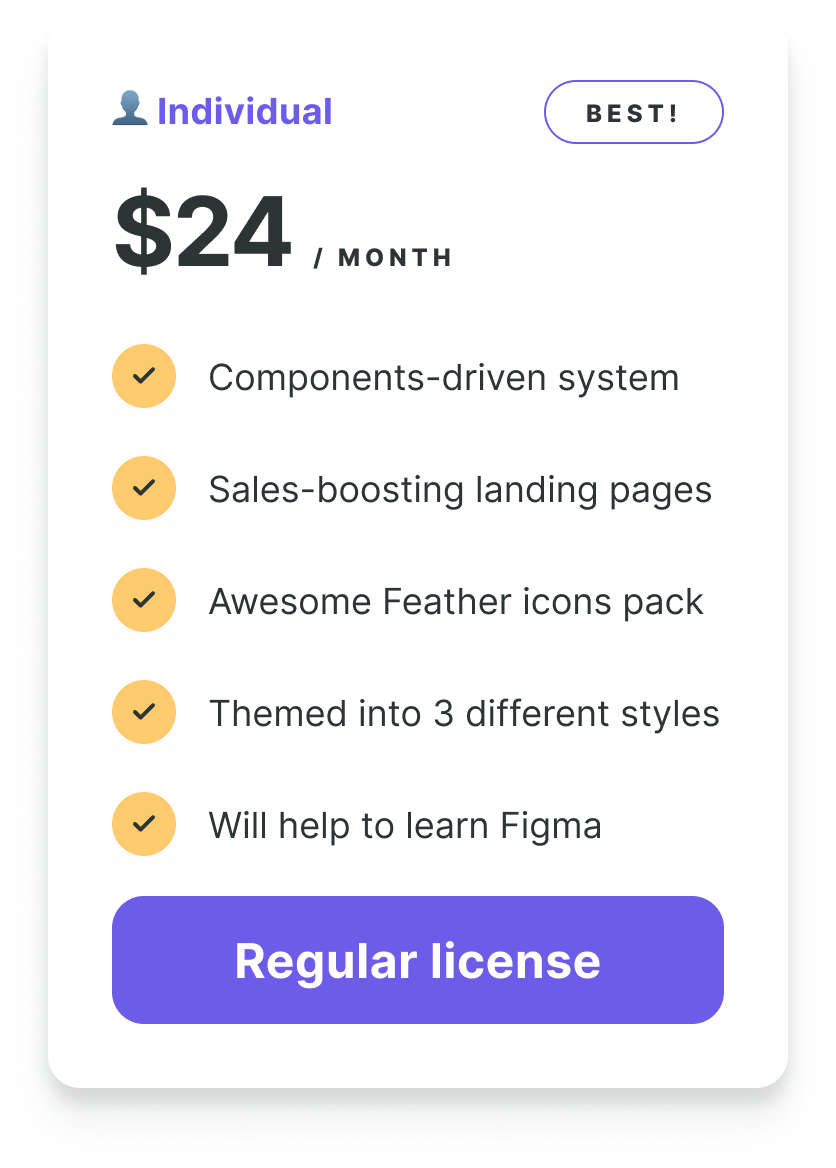 Individual
BEST!
$24 / MONTH
Components-driven system
Sales-boosting landing pages
Awesome Feather icons pack
Themed into 3 different styles
Will help to learn Figma
Regular license